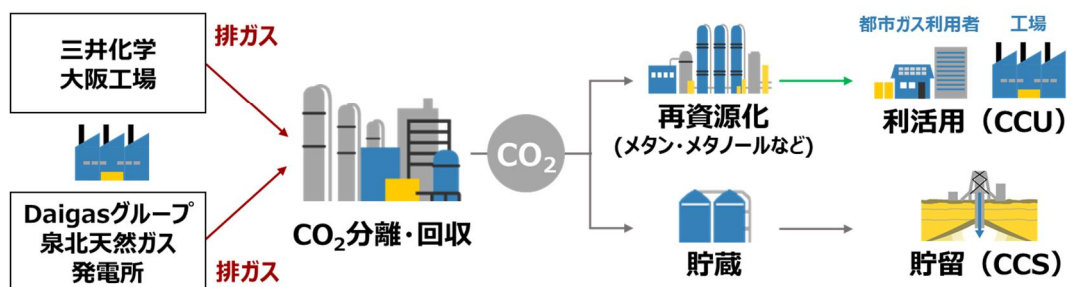 三井化学
大阪工場
排ガス
Daigasグループ
泉北天然ガス
発電所
排ガス
CO₂分離・回収
CO₂
再資源化
(メタン・メタノールなど)
都市ガス利用者
工場
利活用（CCU）
貯蔵
貯留（CCS）